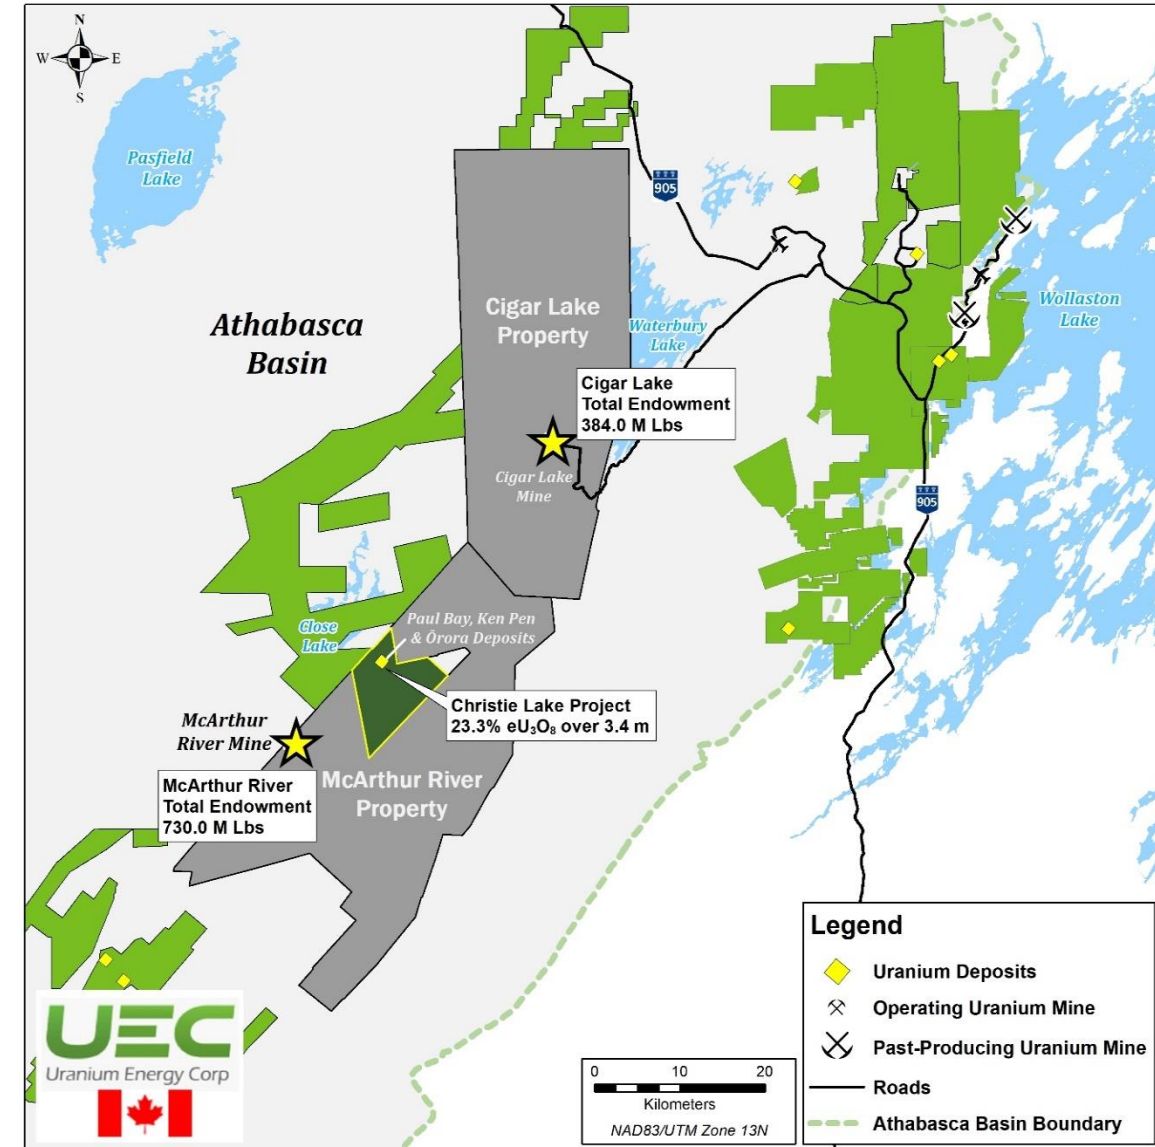 N
W E
S
Pasfield
Lake
905
Athabasca
Basin
Cigar Lake
Property
Waterbury
Lake
Wollaston
Lake
Cigar Lake
Total Endowment
384.0 M Lbs
Cigar Lake
Mine
905
Close
Lake
Paul Bay, Ken Pen
& Ōrora Deposits
Christie Lake Project
23.3% eU₃O₈ over 3.4 m
McArthur
River Mine
McArthur River
Total Endowment
730.0 M Lbs
McArthur River
Property
UEC
Uranium Energy Corp
0 10 20
Kilometers
NAD83/UTM Zone 13N
Legend
Uranium Deposits
Operating Uranium Mine
Past-Producing Uranium Mine
Roads
Athabasca Basin Boundary